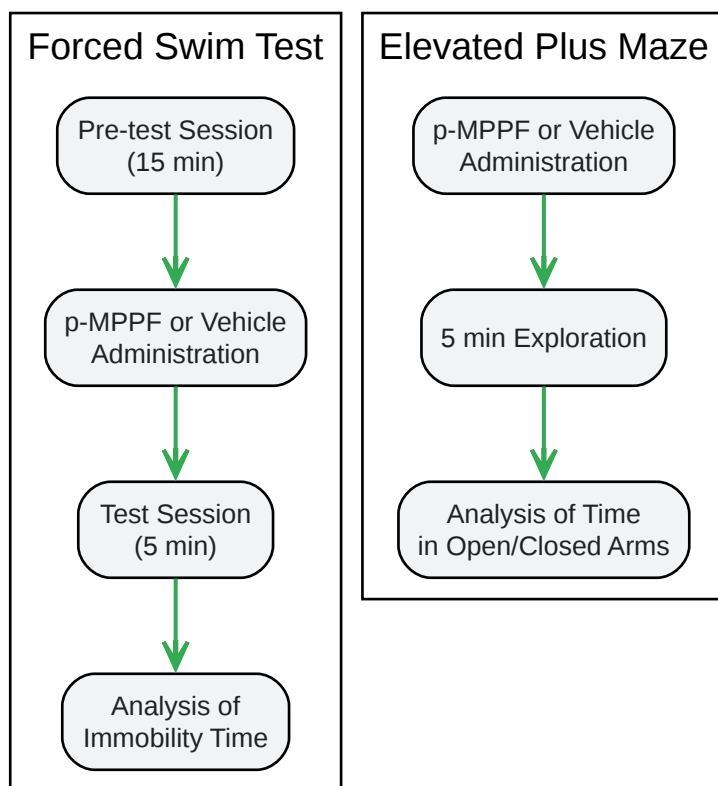 Forced Swim Test
Pre-test Session
(15 min)
p-MPPF or Vehicle
Administration
Test Session
(5 min)
Analysis of
Immobility Time
Elevated Plus Maze
p-MPPF or Vehicle
Administration
5 min Exploration
Analysis of Time
in Open/Closed Arms